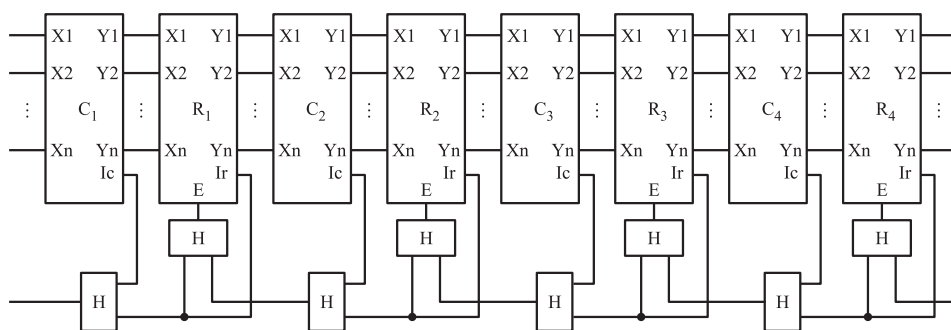 X1 Y1 X1 Y1 X1 Y1 X1 Y1 X1 Y1 X1 Y1 X1 Y1 X1 Y1
X2 Y2 X2 Y2 X2 Y2 X2 Y2 X2 Y2 X2 Y2 X2 Y2 X2 Y2
⋮ C₁ ⋮ R₁ ⋮ C₂ ⋮ R₂ ⋮ C₃ ⋮ R₃ ⋮ C₄ ⋮ R₄ ⋮
Xn Yn Xn Yn Xn Yn Xn Yn Xn Yn Xn Yn Xn Yn Xn Yn
Ic Ir Ic Ir Ic Ir Ic Ir
E E E E
H H H H
H H H H